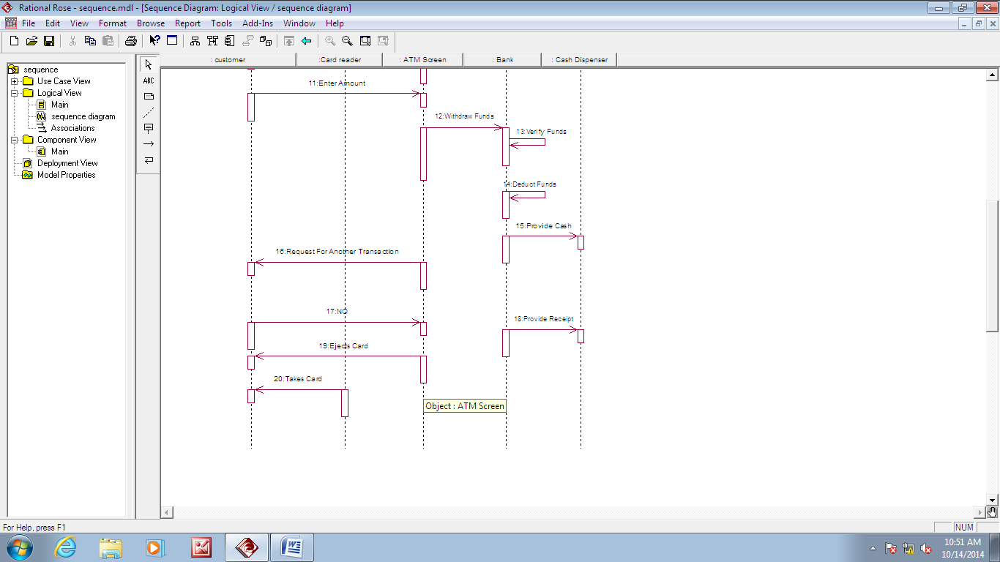 Rational Rose - sequence.mdl - [Sequence Diagram: Logical View / sequence diagram]
File Edit View Format Browse Report Tools Add-Ins Window Help
ABC
sequence
Use Case View
Logical View
Main
sequence diagram
Associations
Component View
Main
Deployment View
Model Properties
: customer :Card reader : ATM Screen : Bank : Cash Dispenser
11:Enter Amount
12:Withdraw Funds
13:Verify Funds
14:Deduct Funds
15:Provide Cash
16:Request For Another Transaction
17:NO
18:Provide Receipt
19:Ejects Card
20:Takes Card
Object : ATM Screen
For Help, press F1
NUM
10:51 AM
10/14/2014